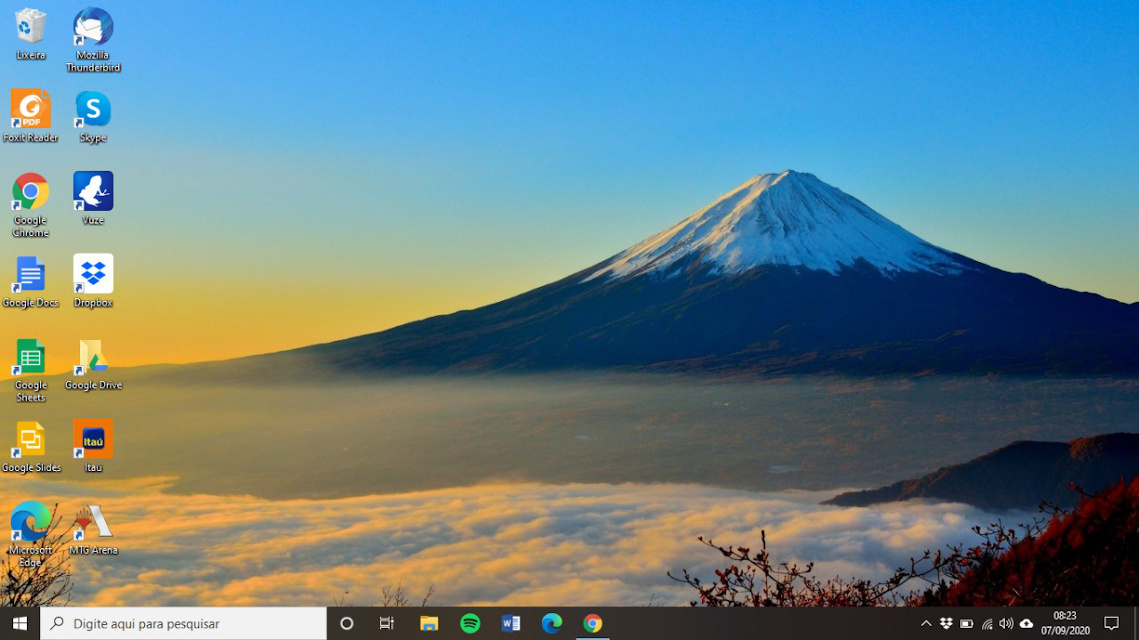 Lixeira
Mozilla
Thunderbird
PDF
Foxit Reader
S
Skype
Google
Chrome
Vuze
Google Docs
Dropbox
Google
Sheets
Google Drive
Google Slides
Itaú
Itaú
Microsoft
Edge
MTG Arena
Digite aqui para pesquisar
W
08:23
07/09/2020